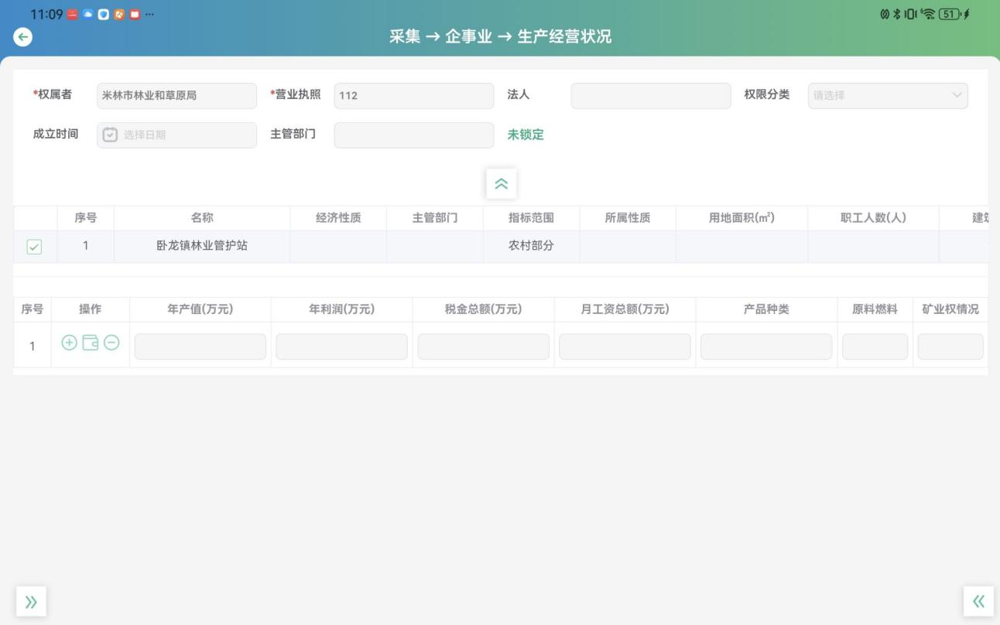 11:09 ··· 51
采集 → 企事业 → 生产经营状况
*权属者 米林市林业和草原局 *营业执照 112 法人 权限分类 请选择
成立时间 选择日期 主管部门 未锁定
序号 名称 经济性质 主管部门 指标范围 所属性质 用地面积(㎡) 职工人数(人)
1 卧龙镇林业管护站 农村部分
序号 操作 年产值(万元) 年利润(万元) 税金总额(万元) 月工资总额(万元) 产品种类 原料燃料 矿业权情况
1